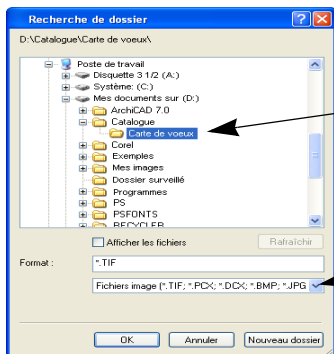 Recherche de dossier
D:\Catalogue\Carte de voeux\
Poste de travail
Disquette 3 1/2 (A:)
Système: (C:)
Mes documents sur (D:)
ArchiCAD 7.0
Catalogue
Carte de voeux
Corel
Exemples
Mes images
Dossier surveillé
Programmes
PS
PSFONTS
RECYCLER
Afficher les fichiers
Rafraîchir
Format :
*.TIF
Fichiers image (*.TIF; *.PCX; *.DCX; *.BMP; *.JPG
OK
Annuler
Nouveau dossier